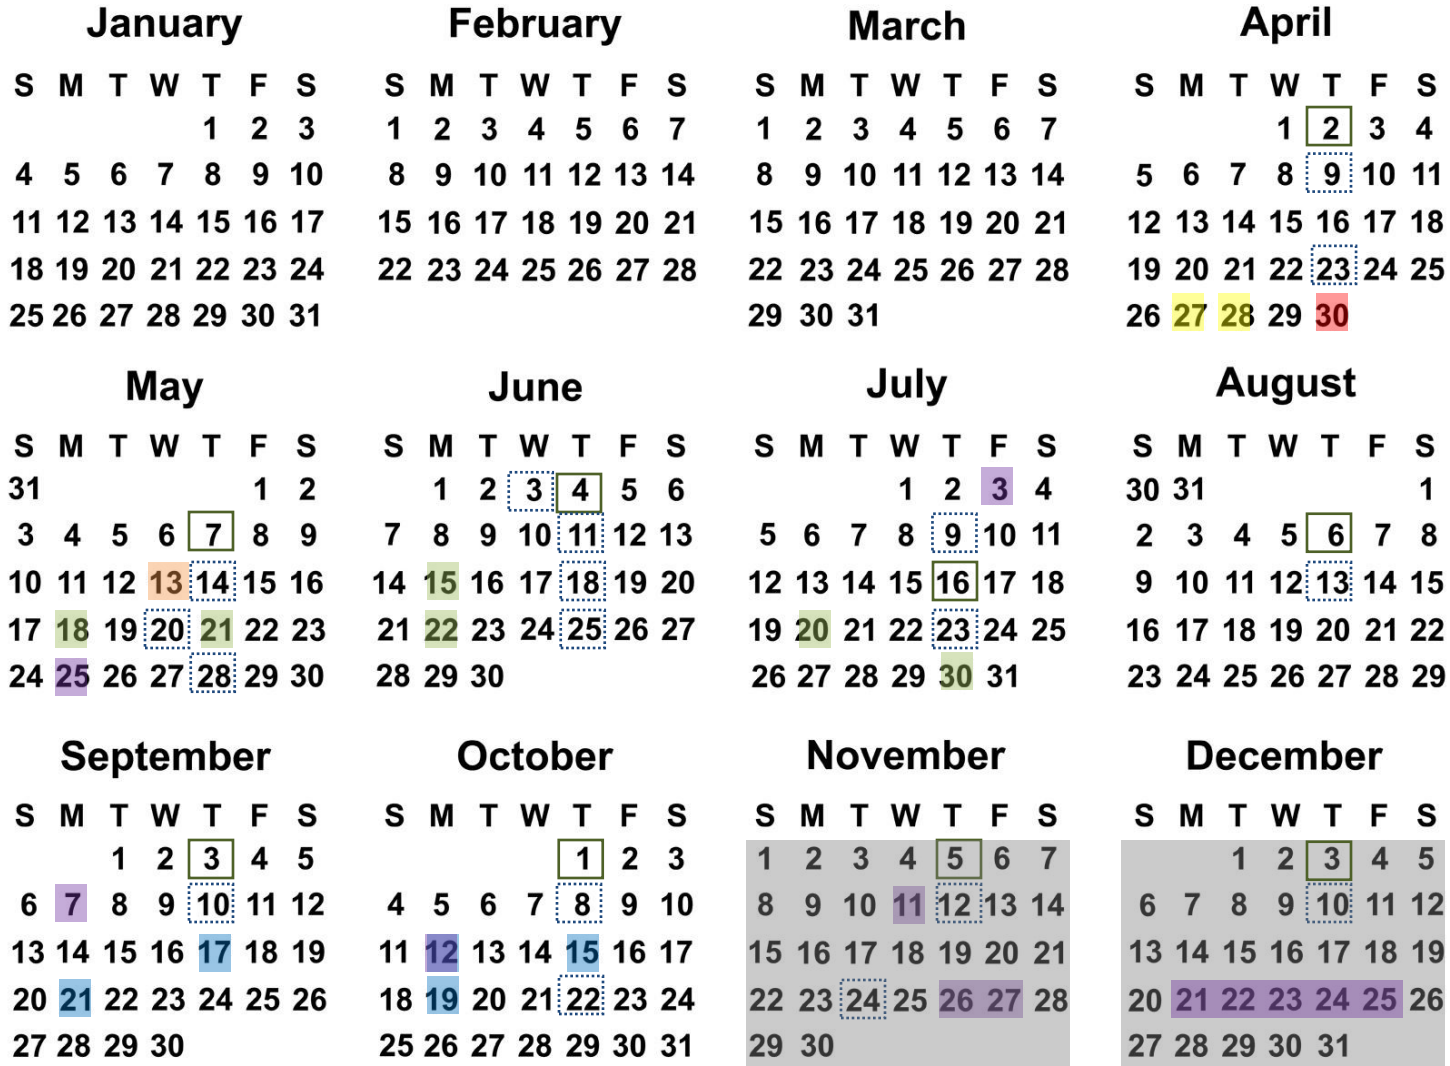 January February March April
S M T W T F S S M T W T F S S M T W T F S S M T W T F S
1 2 3 1 2 3 4 5 6 7 1 2 3 4 5 6 7 1 2 3 4
4 5 6 7 8 9 10 8 9 10 11 12 13 14 8 9 10 11 12 13 14 5 6 7 8 9 10 11
11 12 13 14 15 16 17 15 16 17 18 19 20 21 15 16 17 18 19 20 21 12 13 14 15 16 17 18
18 19 20 21 22 23 24 22 23 24 25 26 27 28 22 23 24 25 26 27 28 19 20 21 22 23 24 25
25 26 27 28 29 30 31 29 30 31 26 27 28 29 30
May June July August
S M T W T F S S M T W T F S S M T W T F S S M T W T F S
31 1 2 1 2 3 4 5 6 1 2 3 4 30 31 1
3 4 5 6 7 8 9 7 8 9 10 11 12 13 5 6 7 8 9 10 11 2 3 4 5 6 7 8
10 11 12 13 14 15 16 14 15 16 17 18 19 20 12 13 14 15 16 17 18 9 10 11 12 13 14 15
17 18 19 20 21 22 23 21 22 23 24 25 26 27 19 20 21 22 23 24 25 16 17 18 19 20 21 22
24 25 26 27 28 29 30 28 29 30 26 27 28 29 30 31 23 24 25 26 27 28 29
September October November December
S M T W T F S S M T W T F S S M T W T F S S M T W T F S
1 2 3 4 5 1 2 3 1 2 3 4 5 6 7 1 2 3 4 5
6 7 8 9 10 11 12 4 5 6 7 8 9 10 8 9 10 11 12 13 14 6 7 8 9 10 11 12
13 14 15 16 17 18 19 11 12 13 14 15 16 17 15 16 17 18 19 20 21 13 14 15 16 17 18 19
20 21 22 23 24 25 26 18 19 20 21 22 23 24 22 23 24 25 26 27 28 20 21 22 23 24 25 26
27 28 29 30 25 26 27 28 29 30 31 29 30 27 28 29 30 31